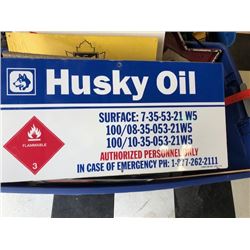 Husky Oil
SURFACE: 7-35-53-21 W5
100/08-35-053-21W5
100/10-35-053-21W5
AUTHORIZED PERSONNEL ONLY
IN CASE OF EMERGENCY PH: 1-877-262-2111
FLAMMABLE
3